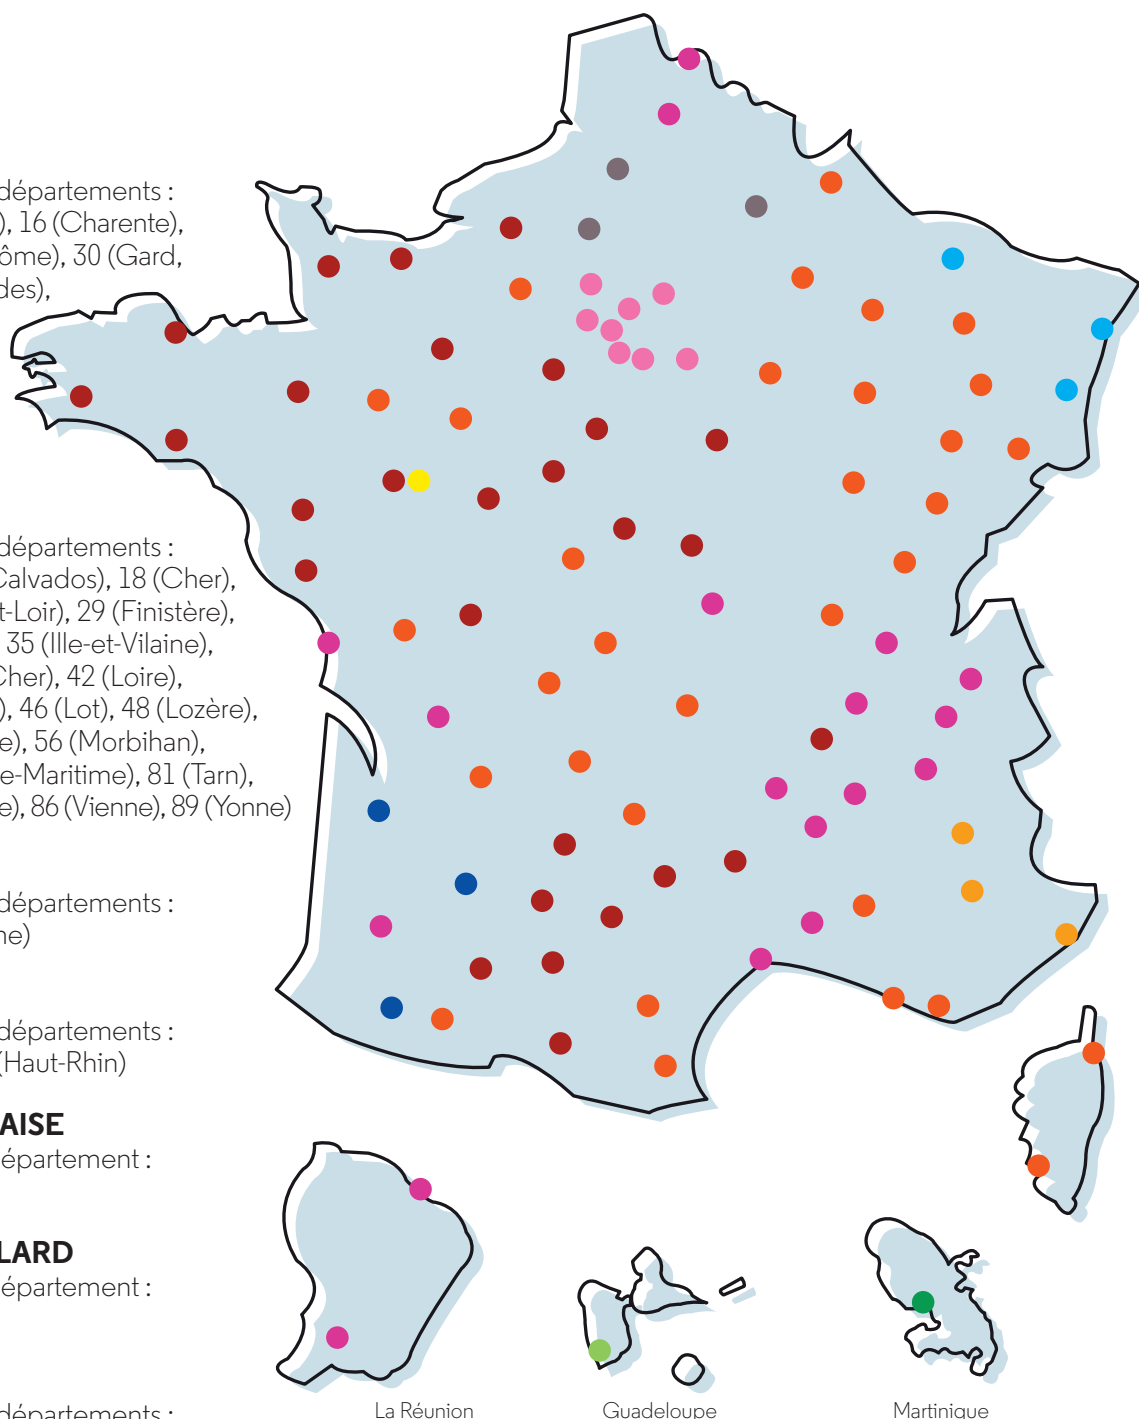 départements :
), 16 (Charente),
ôme), 30 (Gard,
des),
départements :
Calvados), 18 (Cher),
t-Loir), 29 (Finistère),
, 35 (Ille-et-Vilaine),
Cher), 42 (Loire),
), 46 (Lot), 48 (Lozère),
e), 56 (Morbihan),
e-Maritime), 81 (Tarn),
e), 86 (Vienne), 89 (Yonne)
départements :
ne)
départements :
(Haut-Rhin)
AISE
épartement :
LARD
épartement :
départements :
La Réunion
Guadeloupe
Martinique